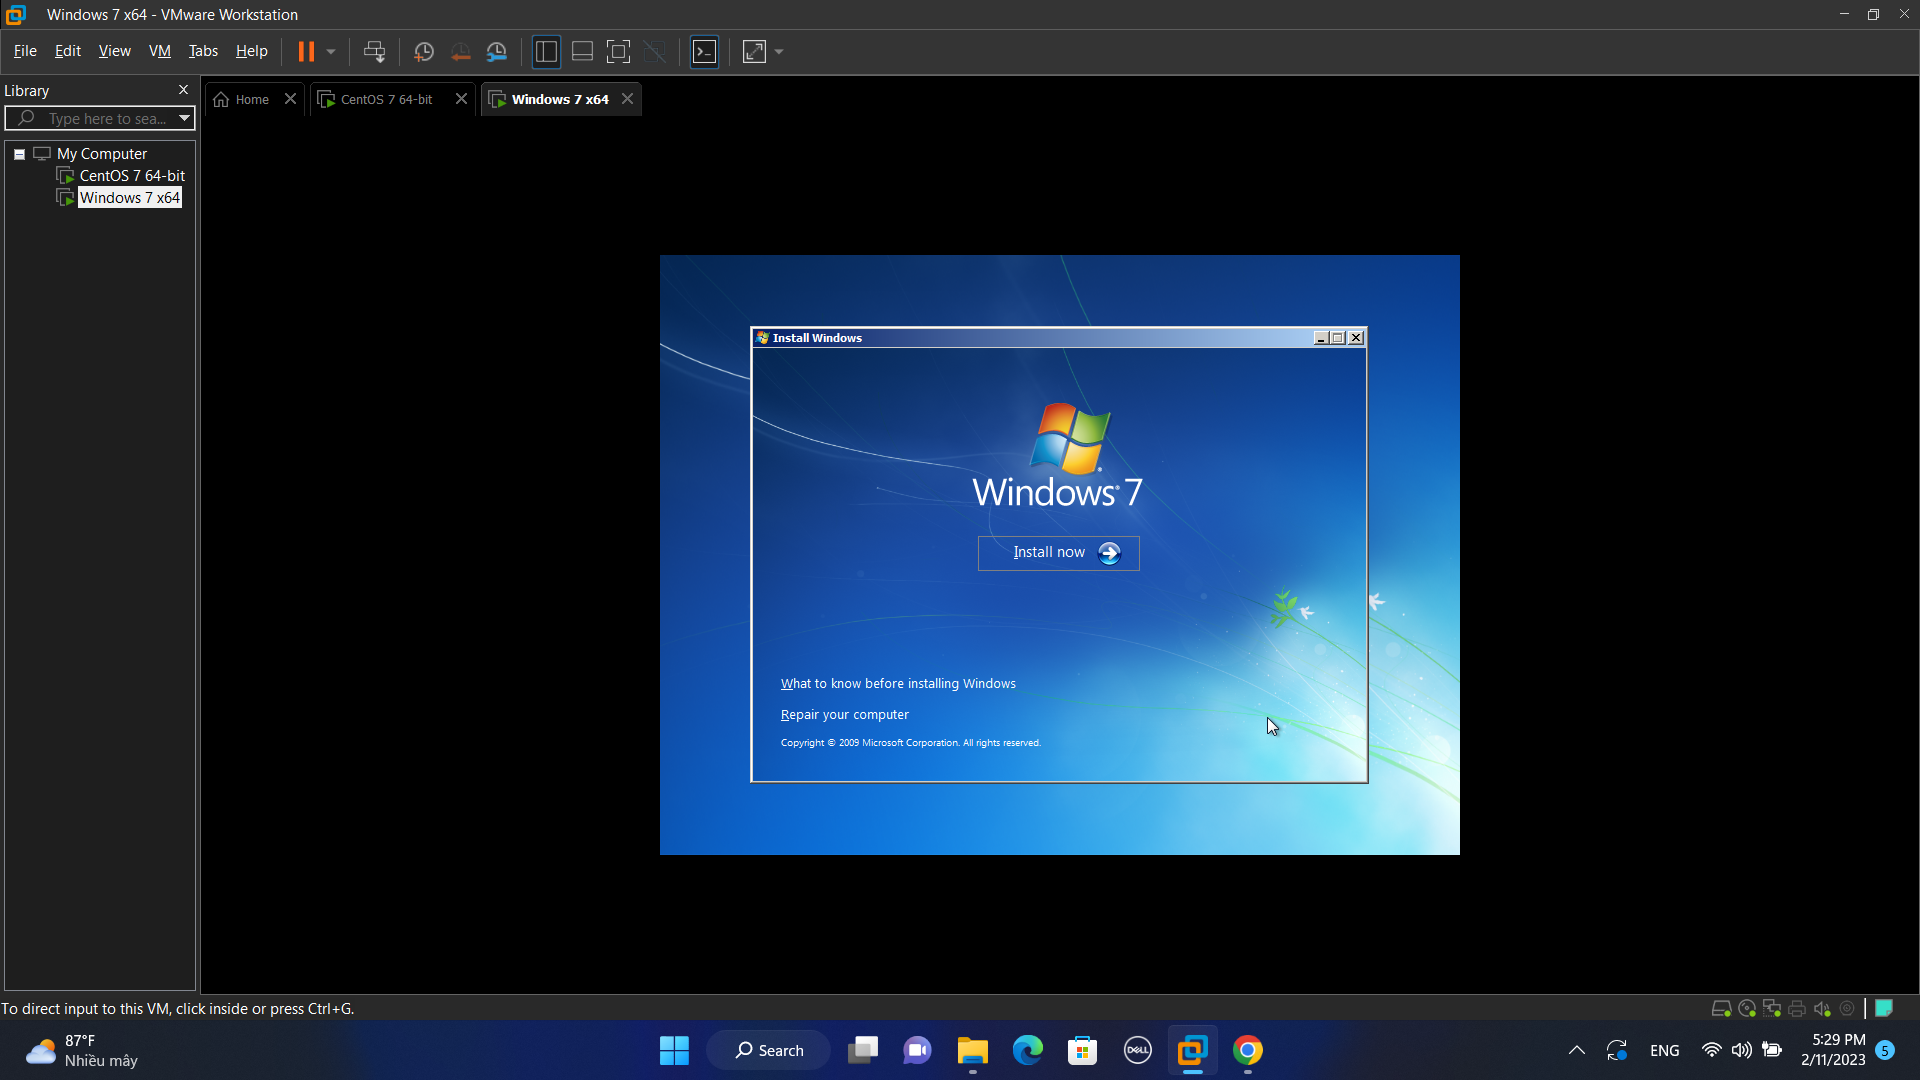 Windows 7 x64 - VMware Workstation
File Edit View VM Tabs Help
Library
Type here to sea...
Home
CentOS 7 64-bit
Windows 7 x64
My Computer
CentOS 7 64-bit
Windows 7 x64
Install Windows
Windows® 7
Install now
What to know before installing Windows
Repair your computer
Copyright © 2009 Microsoft Corporation. All rights reserved.
To direct input to this VM, click inside or press Ctrl+G.
87°F
Nhiều mây
Search
DELL
ENG
5:29 PM
2/11/2023
5